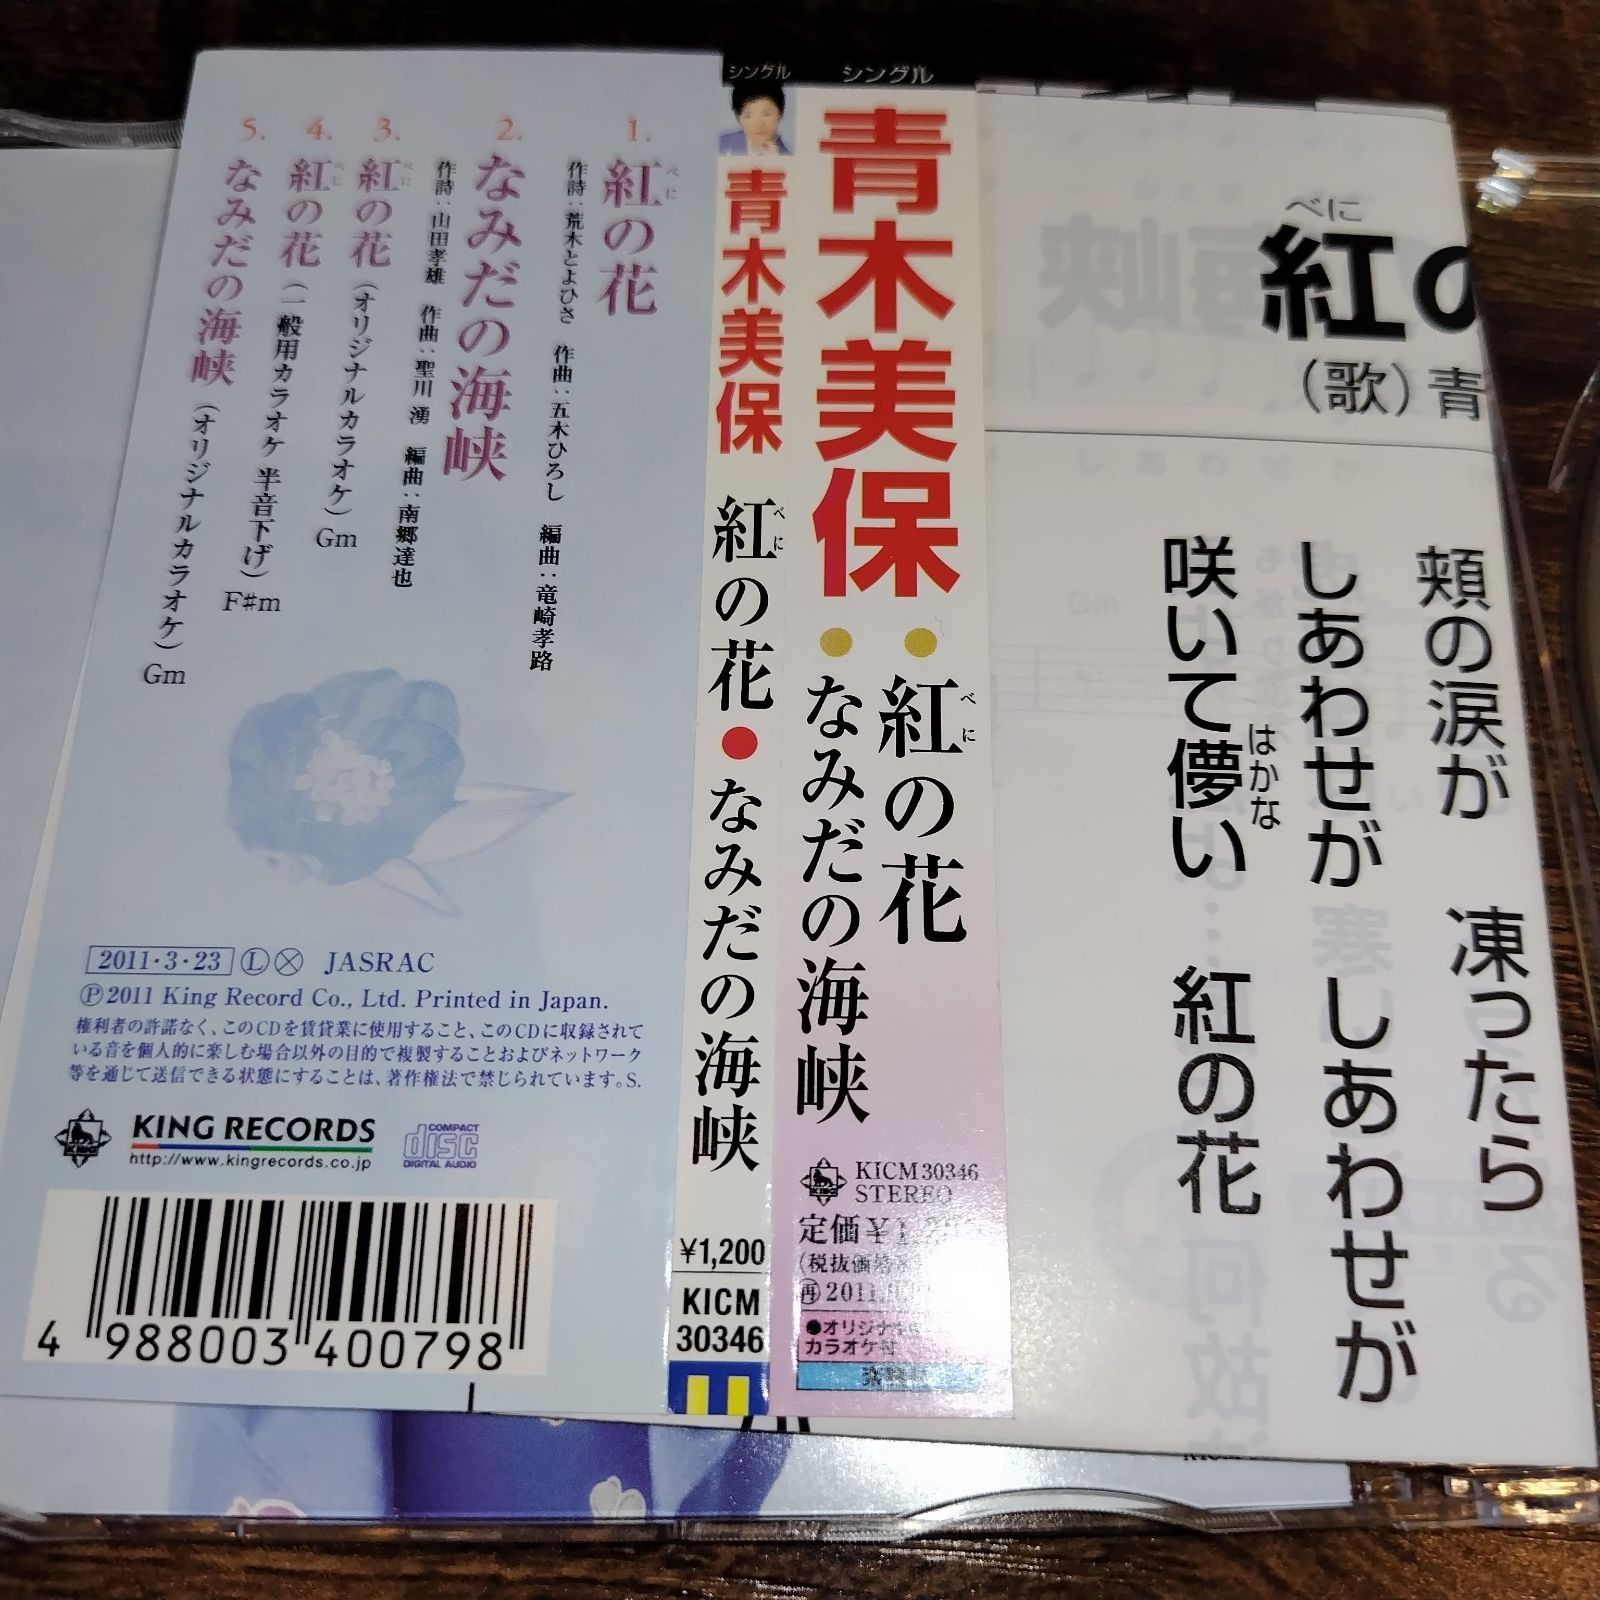 シングル
青木美保
紅の花
べに
なみだの海峡
KICM30346
STEREO
定価
2011.
●オリジナル
カラオケ付
シングル
青木美保
紅の花●なみだの海峡
べに
¥1,200
KICM
30346
1. 紅の花
べに
作詩:荒木とよひさ 作曲:五木ひろし 編曲:竜崎孝路
2. なみだの海峡
作詩:山田孝雄 作曲:聖川 湧 編曲:南郷達也
3. 紅の花(オリジナルカラオケ) Gm
べに
4. 紅の花(一般用カラオケ 半音下げ) F#m
べに
5. なみだの海峡(オリジナルカラオケ) Gm
2011・3・23 Ⓛ Ⓧ JASRAC
Ⓟ2011 King Record Co., Ltd. Printed in Japan.
権利者の許諾なく、このCDを賃貸業に使用すること、このCDに収録されて
いる音を個人的に楽しむ場合以外の目的で複製することおよびネットワーク
等を通じて送信できる状態にすることは、著作権法で禁じられています。S.
KING
KING RECORDS
http://www.kingrecords.co.jp
COMPACT
disc
DIGITAL AUDIO
4 988003 400798
べに
紅の
(歌)青
頬の涙が 凍ったら
しあわせが しあわせが
咲いて儚い 紅の花
はかな